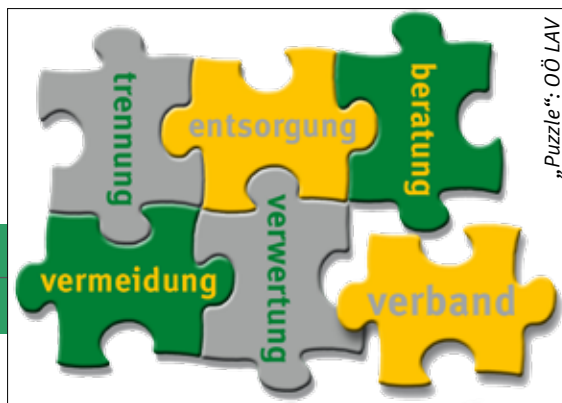 trennung
entsorgung
beratung
vermeidung
verwertung
verband
„Puzzle“: OÖ LAV